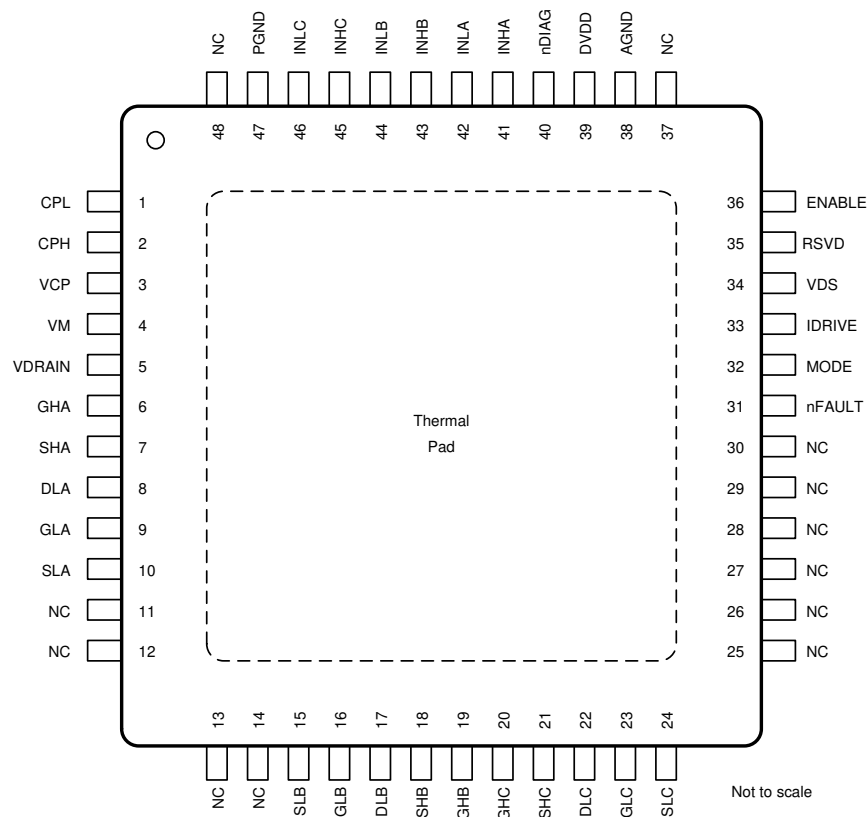 NC PGND INLC INHC INLB INHB INLA INHA nDIAG DVDD AGND NC
48 47 46 45 44 43 42 41 40 39 38 37
CPL 1 36 ENABLE
CPH 2 35 RSVD
VCP 3 34 VDS
VM 4 33 IDRIVE
VDRAIN 5 32 MODE
GHA 6 31 nFAULT
Thermal
Pad
SHA 7 30 NC
DLA 8 29 NC
GLA 9 28 NC
SLA 10 27 NC
NC 11 26 NC
NC 12 25 NC
13 14 15 16 17 18 19 20 21 22 23 24
NC NC SLB GLB DLB SHB GHB GHC SHC DLC GLC SLC
Not to scale